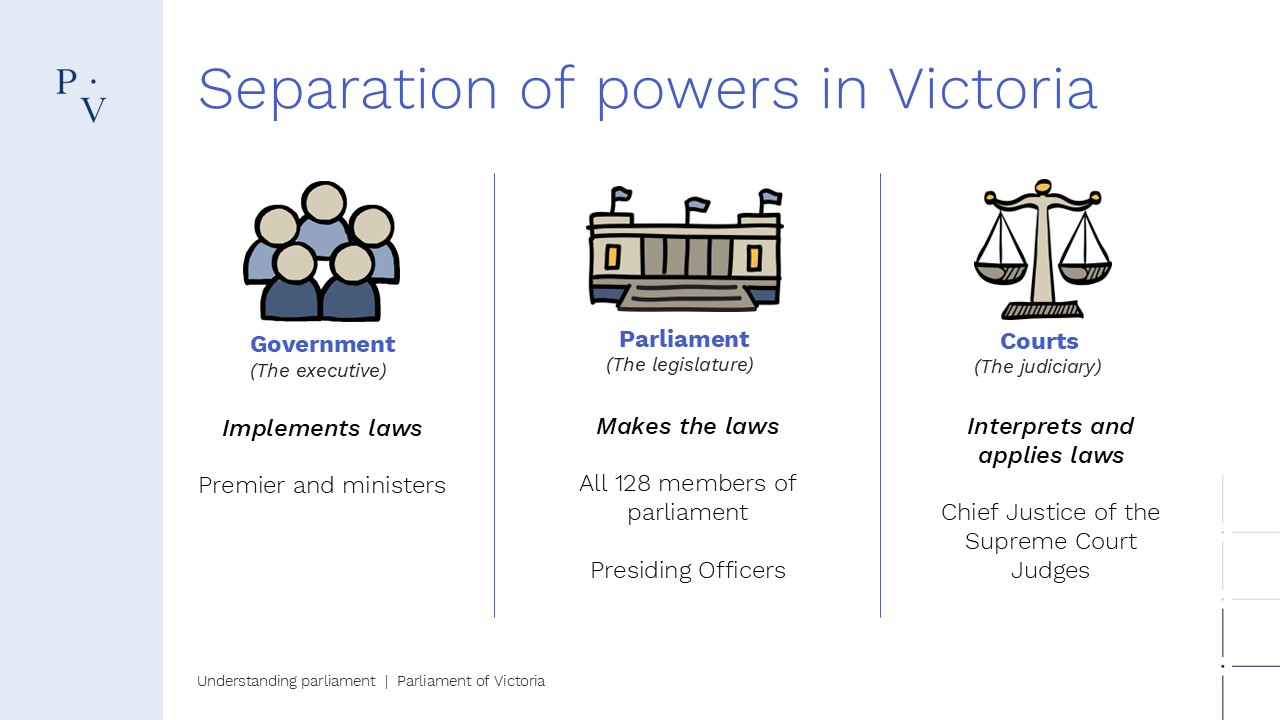 P.
V
Separation of powers in Victoria
Government
(The executive)
Implements laws
Premier and ministers
Parliament
(The legislature)
Makes the laws
All 128 members of
parliament
Presiding Officers
Courts
(The judiciary)
Interprets and
applies laws
Chief Justice of the
Supreme Court
Judges
Understanding parliament | Parliament of Victoria